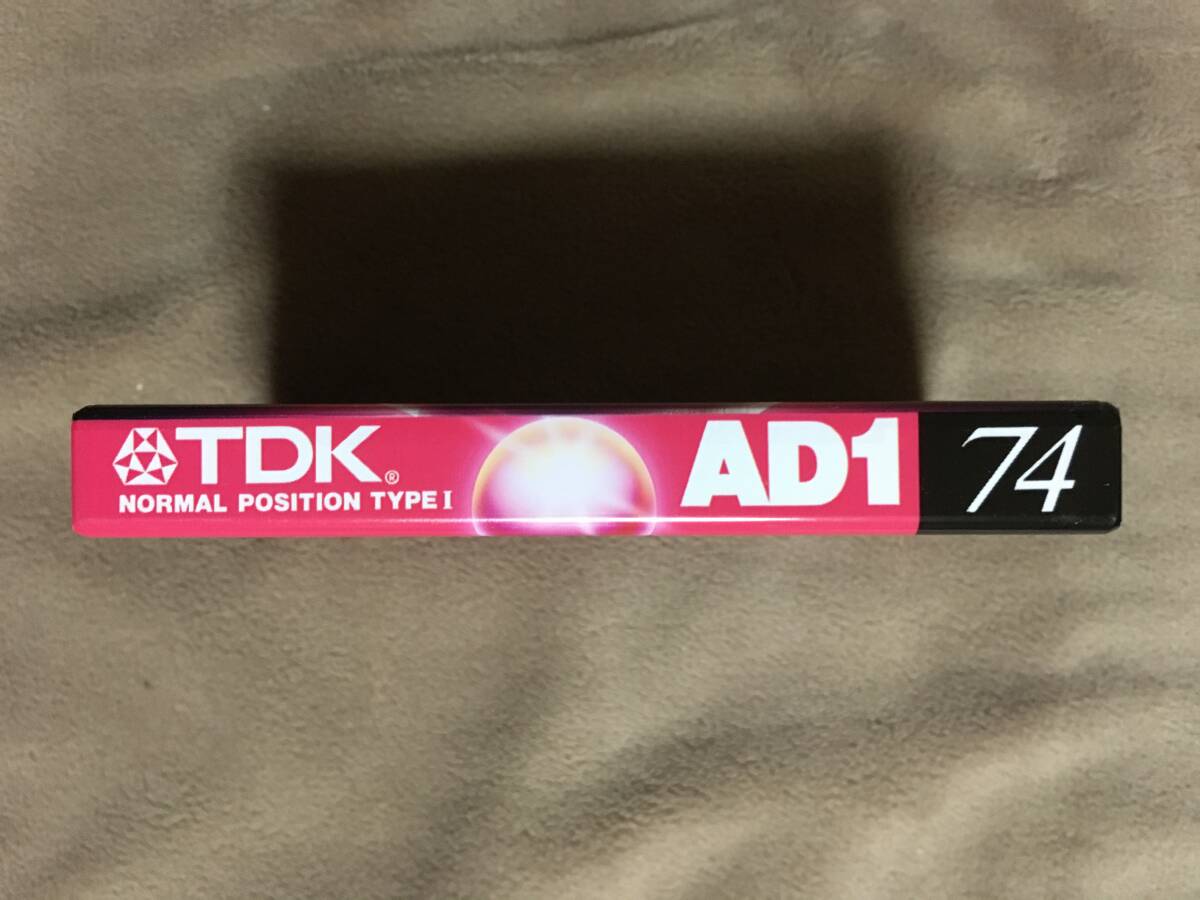 TDK®
NORMAL POSITION TYPE I
AD1
74